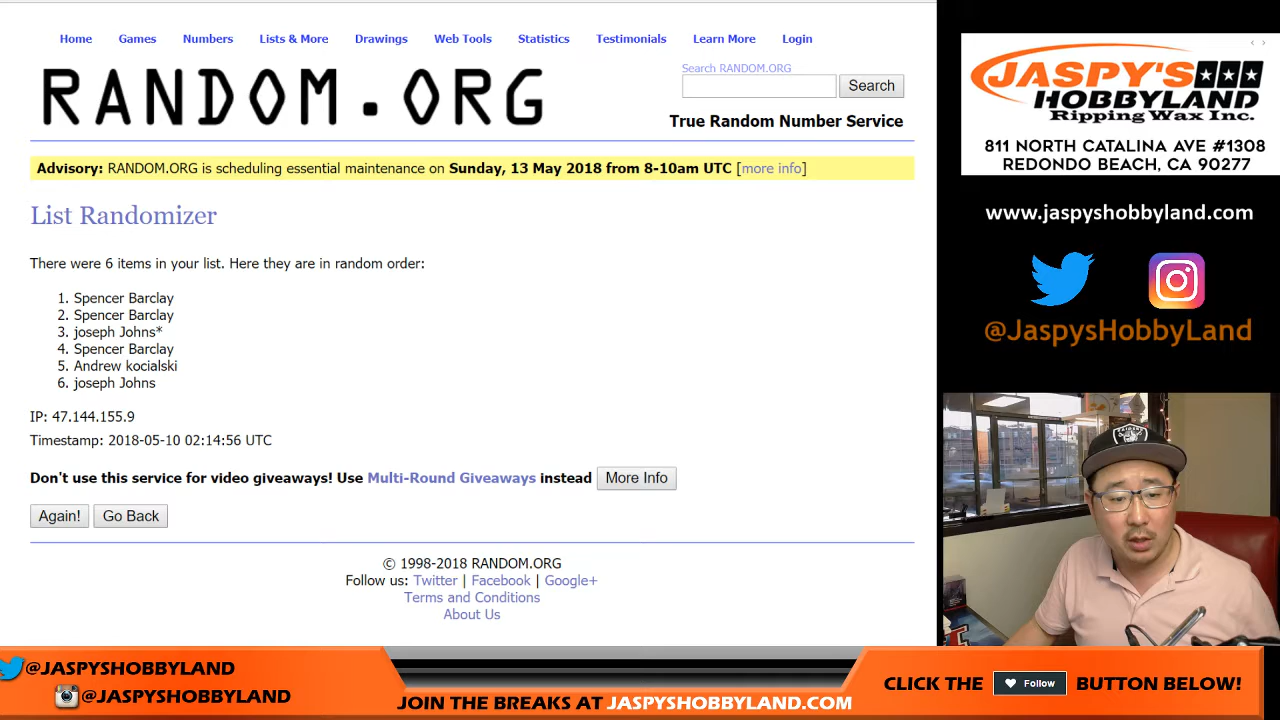 Home Games Numbers Lists & More Drawings Web Tools Statistics Testimonials Learn More Login
RANDOM.ORG
Search RANDOM.ORG
Search
True Random Number Service
Advisory: RANDOM.ORG is scheduling essential maintenance on Sunday, 13 May 2018 from 8-10am UTC [more info]
List Randomizer
There were 6 items in your list. Here they are in random order:
1. Spencer Barclay
2. Spencer Barclay
3. joseph Johns*
4. Spencer Barclay
5. Andrew kocialski
6. joseph Johns
IP: 47.144.155.9
Timestamp: 2018-05-10 02:14:56 UTC
Don't use this service for video giveaways! Use Multi-Round Giveaways instead More Info
Again! Go Back
© 1998-2018 RANDOM.ORG
Follow us: Twitter | Facebook | Google+
Terms and Conditions
About Us
JASPY'S
HOBBYLAND
Ripping Wax Inc.
811 NORTH CATALINA AVE #1308
REDONDO BEACH, CA 90277
www.jaspyshobbyland.com
@JaspysHobbyLand
RAIDERS
@JASPYSHOBBYLAND
@JASPYSHOBBYLAND
JOIN THE BREAKS AT JASPYSHOBBYLAND.COM
CLICK THE Follow BUTTON BELOW!